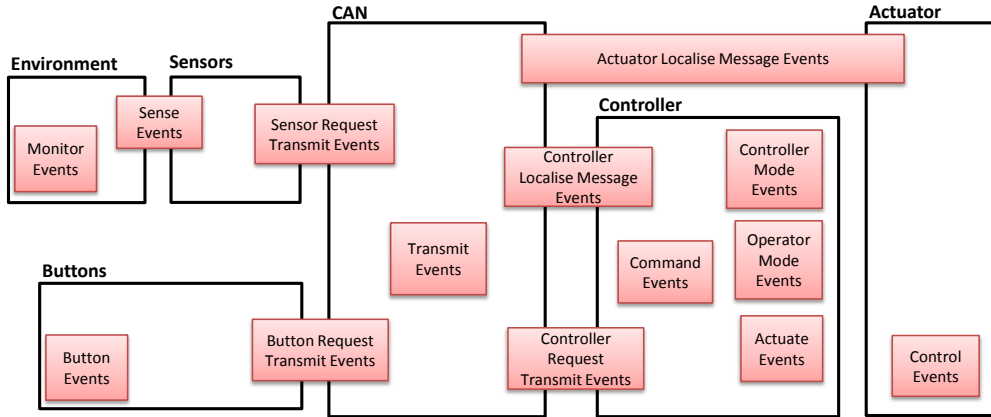 CAN
Actuator
Actuator Localise Message Events
Environment
Sensors
Sense
Events
Monitor
Events
Sensor Request
Transmit Events
Controller
Controller
Localise Message
Events
Controller
Mode
Events
Transmit
Events
Command
Events
Operator
Mode
Events
Buttons
Button
Events
Button Request
Transmit Events
Controller
Request
Transmit Events
Actuate
Events
Control
Events